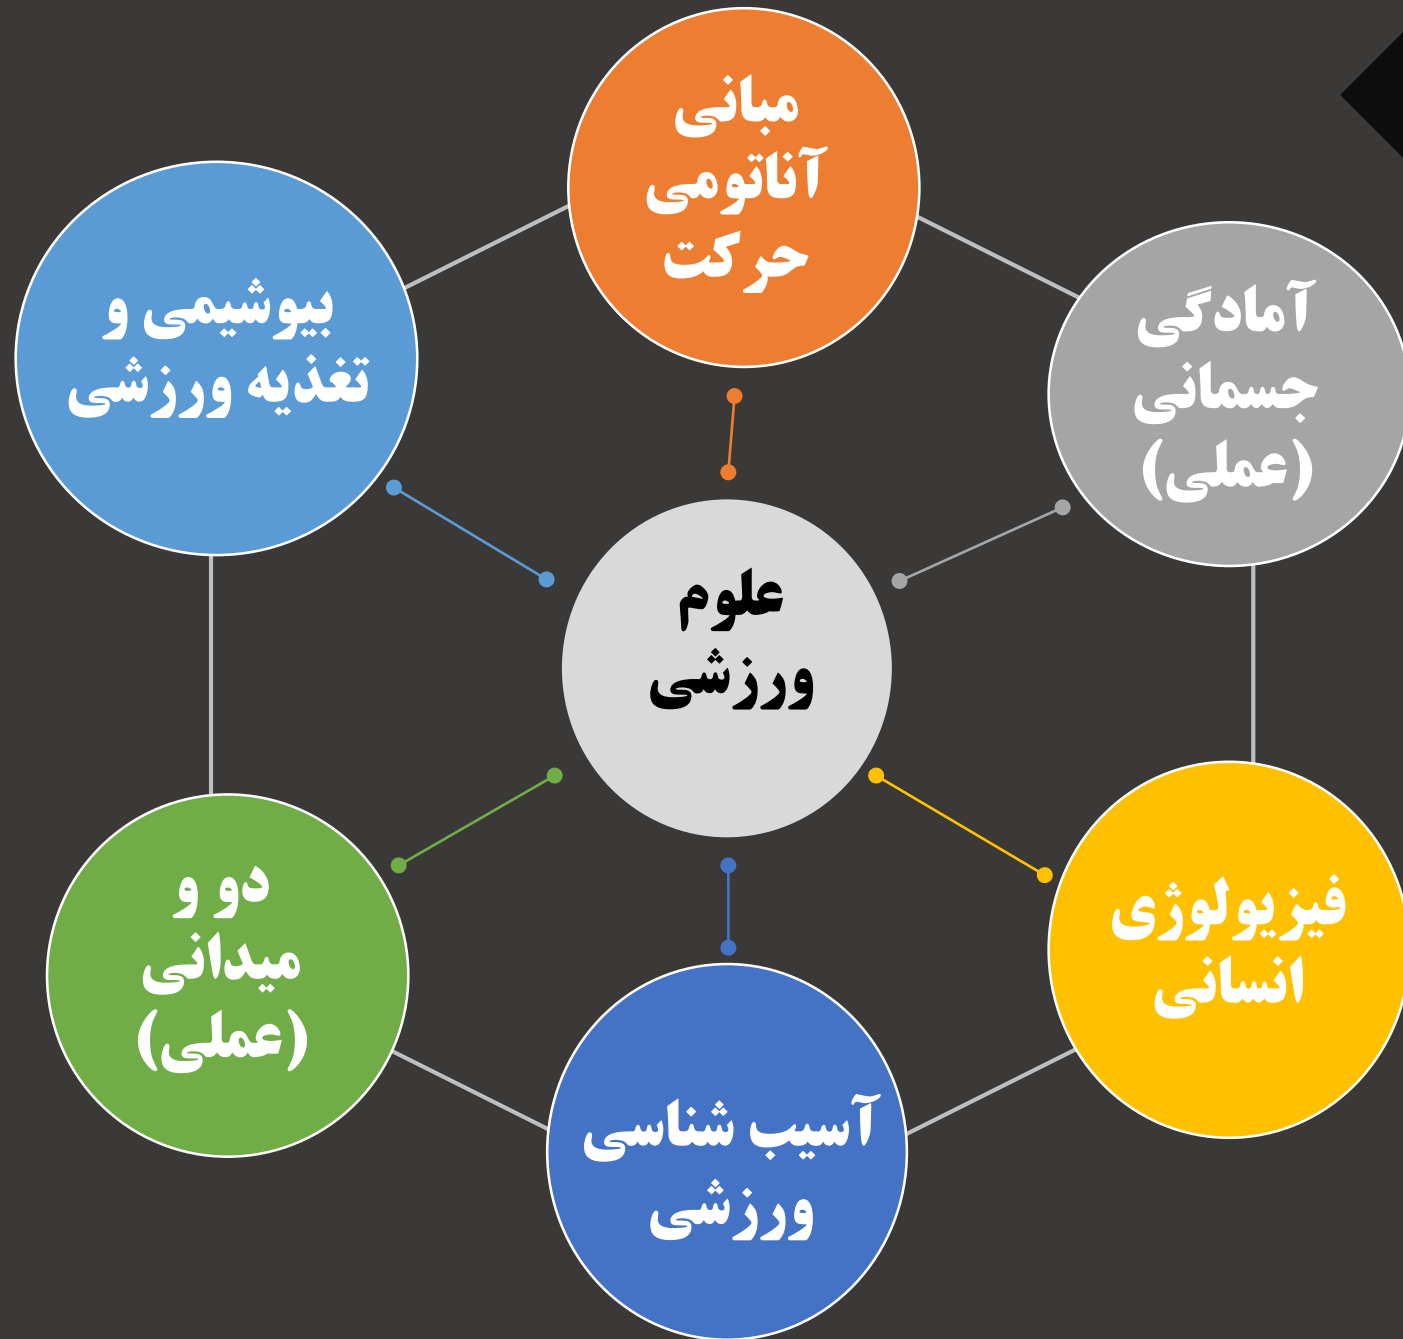 مبانی
آناتومی
حرکت
آمادگی
جسمانی
(عملی)
فیزیولوژی
انسانی
آسیب شناسی
ورزشی
دو و
میدانی
(عملی)
بیوشیمی و
تغذیه ورزشی
علوم
ورزشی